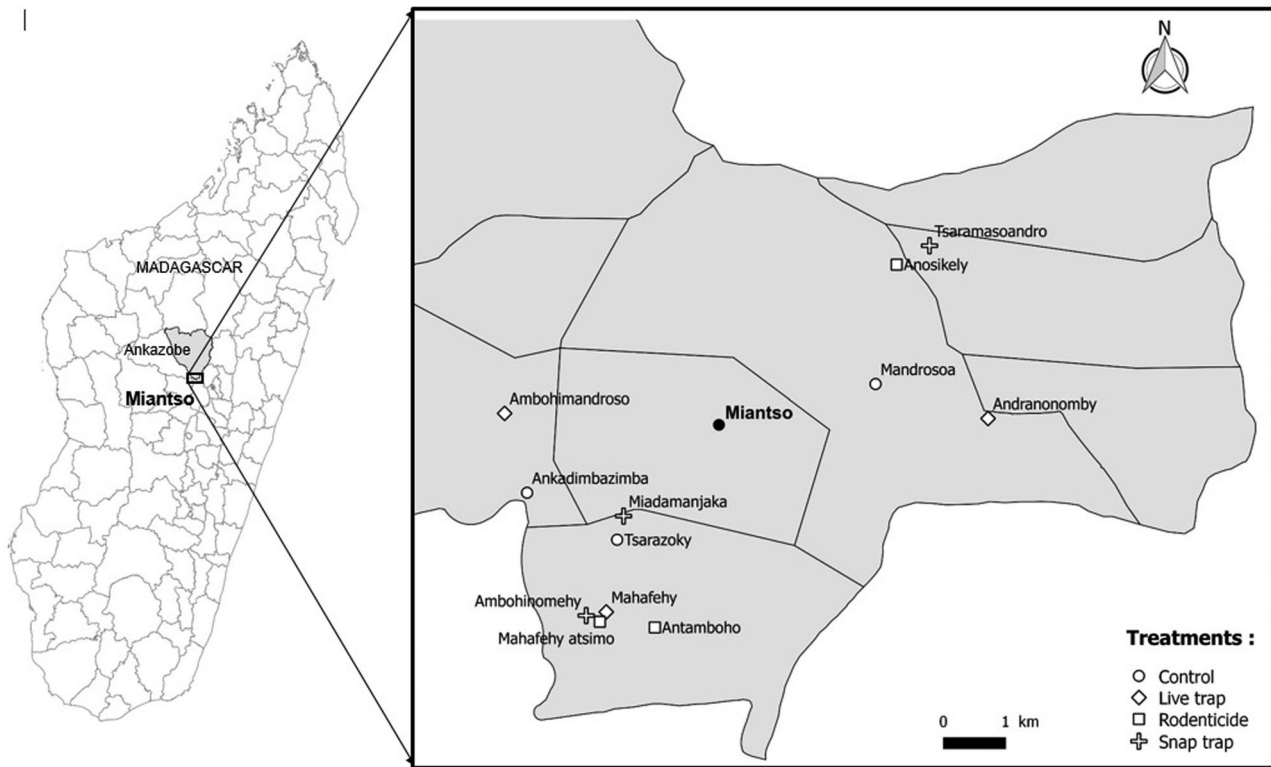 MADAGASCAR
Ankazobe
Miantso
N
Tsaramasoandro
Anosikely
Mandrosoa
Ambohimandroso
Miantso
Andranonomby
Ankadimbazimba
Miadamanjaka
Tsarazoky
Ambohinomehy
Mahafehy
Mahafehy atsimo
Antamboho
Treatments :
Control
Live trap
Rodenticide
Snap trap
0 1 km